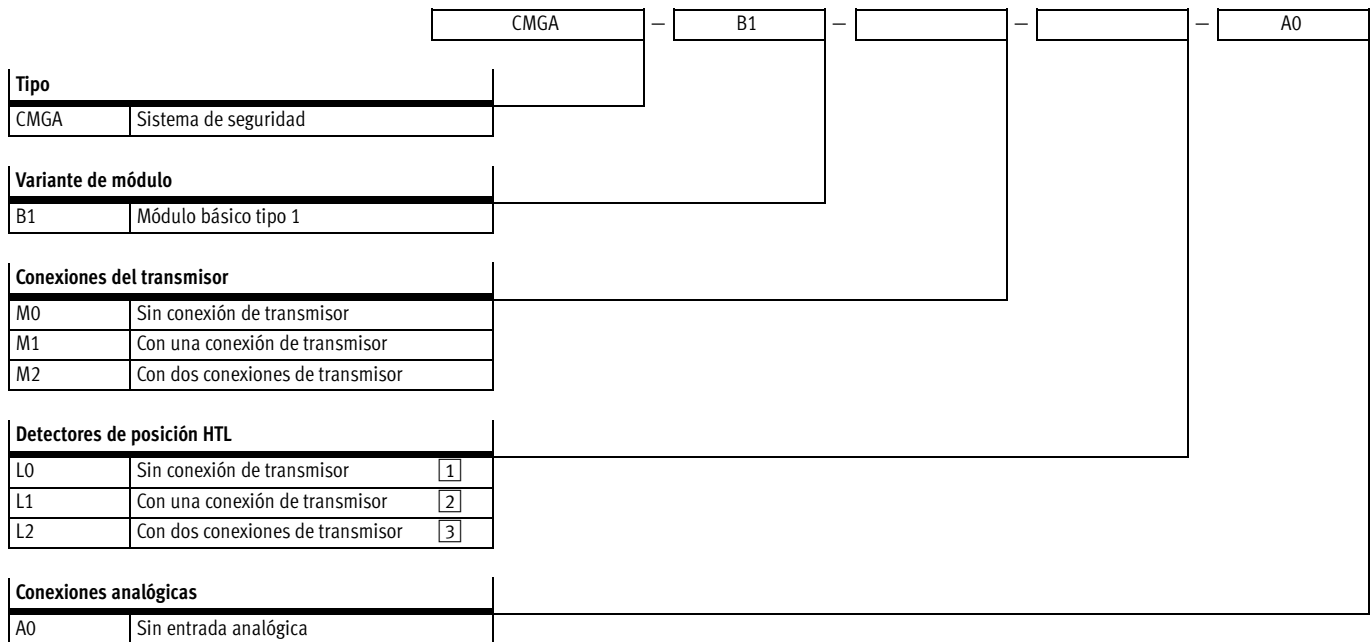 CMGA – B1 – – – A0
Tipo
CMGA Sistema de seguridad
Variante de módulo
B1 Módulo básico tipo 1
Conexiones del transmisor
M0 Sin conexión de transmisor
M1 Con una conexión de transmisor
M2 Con dos conexiones de transmisor
Detectores de posición HTL
L0 Sin conexión de transmisor 1
L1 Con una conexión de transmisor 2
L2 Con dos conexiones de transmisor 3
Conexiones analógicas
A0 Sin entrada analógica